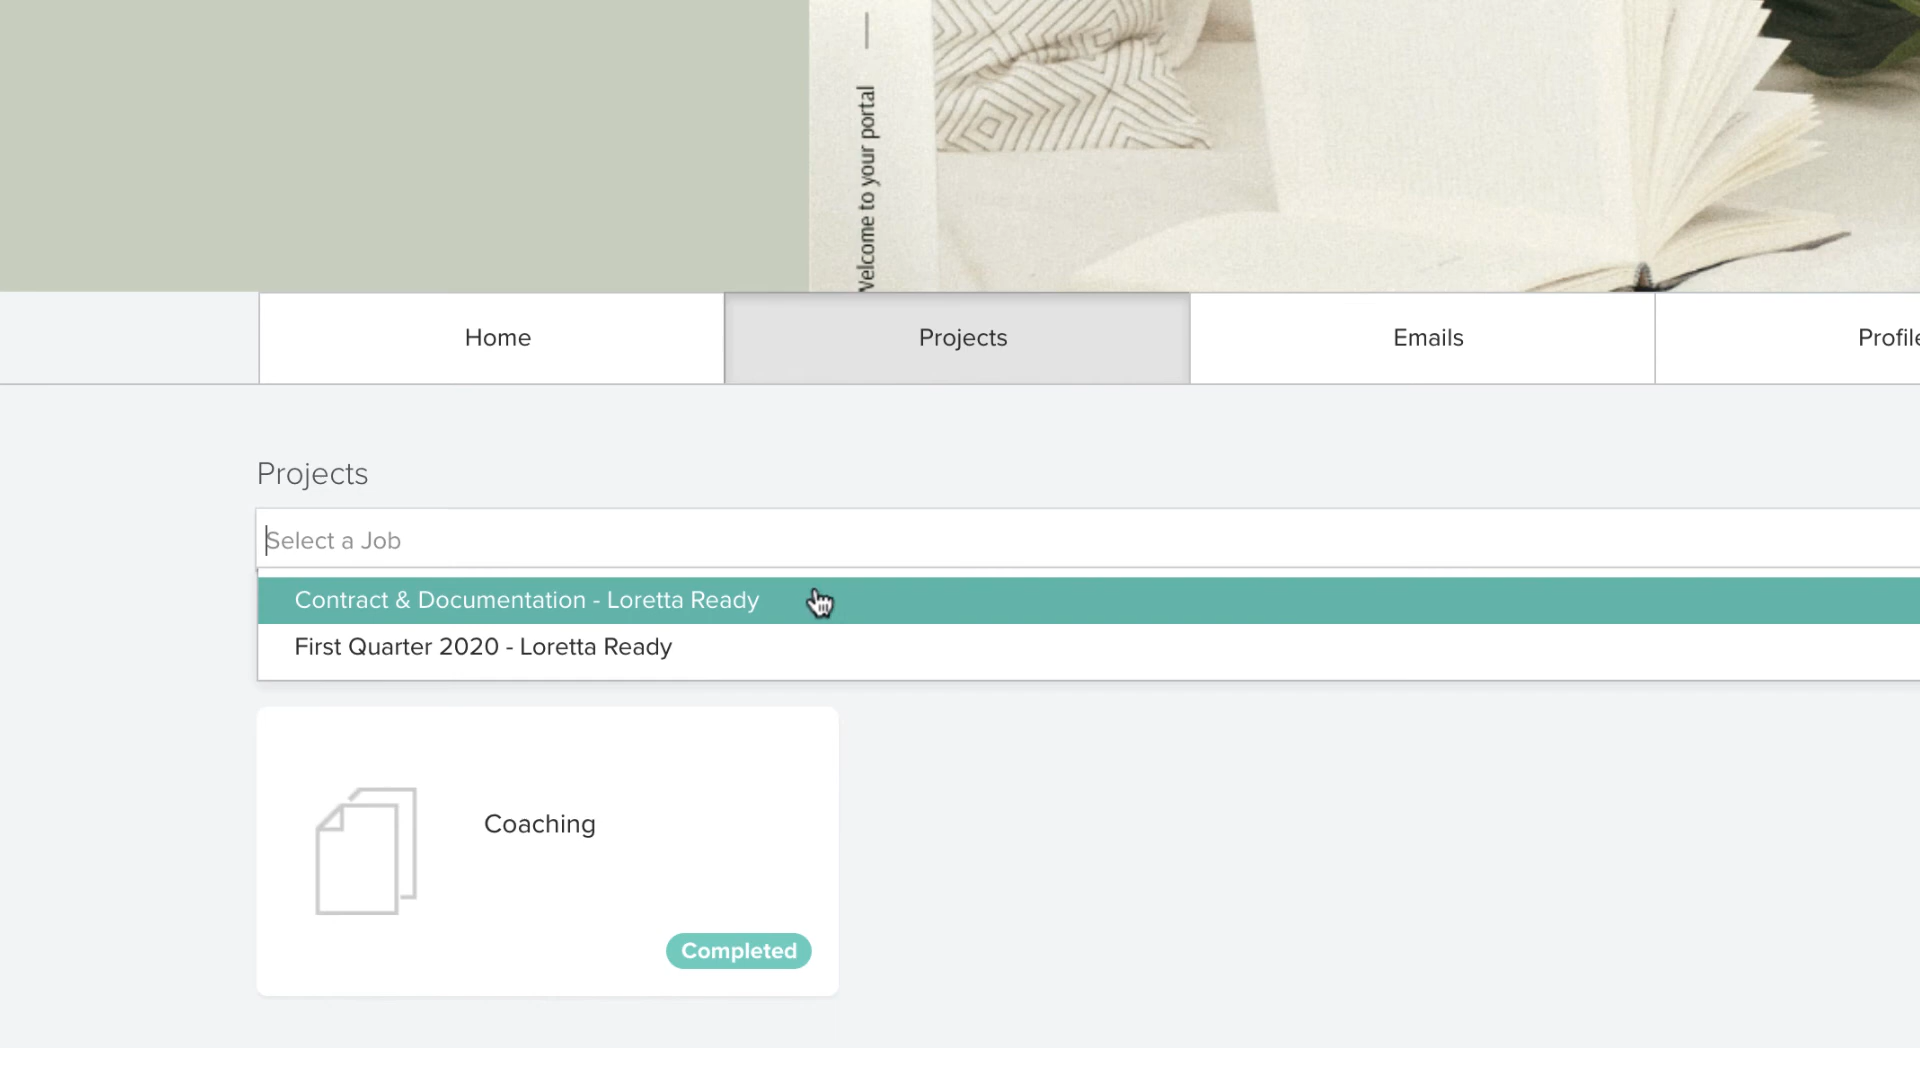 Welcome to your portal
Home
Projects
Emails
Profile
Projects
Select a Job
Contract & Documentation - Loretta Ready
First Quarter 2020 - Loretta Ready
Coaching
Completed